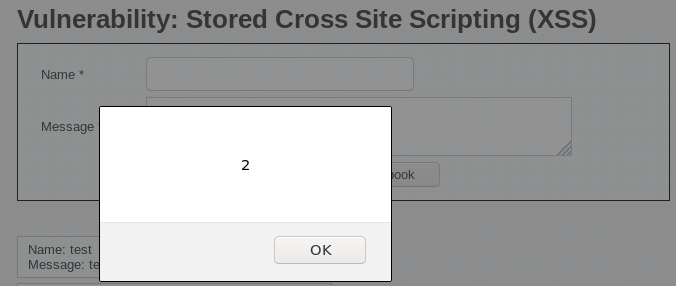 Vulnerability: Stored Cross Site Scripting (XSS)
Name *
Message
2
book
OK
Name: test
Message: te